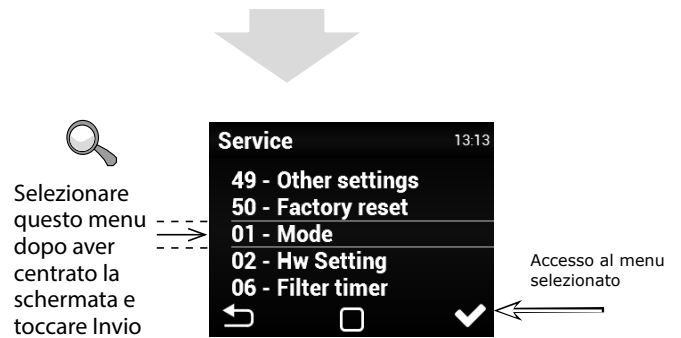 Service
13:13
49 - Other settings
50 - Factory reset
01 - Mode
02 - Hw Setting
06 - Filter timer
Selezionare
questo menu
dopo aver
centrato la
schermata e
toccare Invio
Accesso al menu
selezionato